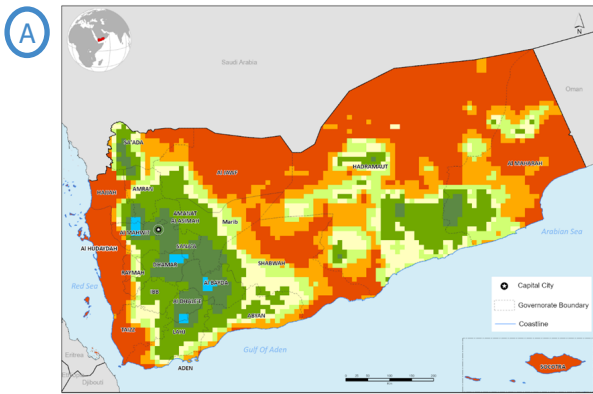 A
N
Saudi Arabia
Oman
SA'ADA
HADRAMAUT
AL MAHARAH
AL JAWF
HAJJAH
AMRAN
AMANAT
AL ASIMAH
Marib
AL MAHWIT
Al HUDAYDAH
SANA'A
Arabian Sea
SHABWAH
DHAMAR
RAYMAH
AL BAYDA
Red Sea
IBB
AL DHALE'E
Capital City
Governorate Boundary
Coastline
ABYAN
TAIZ
LAHJ
Gulf Of Aden
Eritrea
ADEN
SOCOTRA
Djibouti